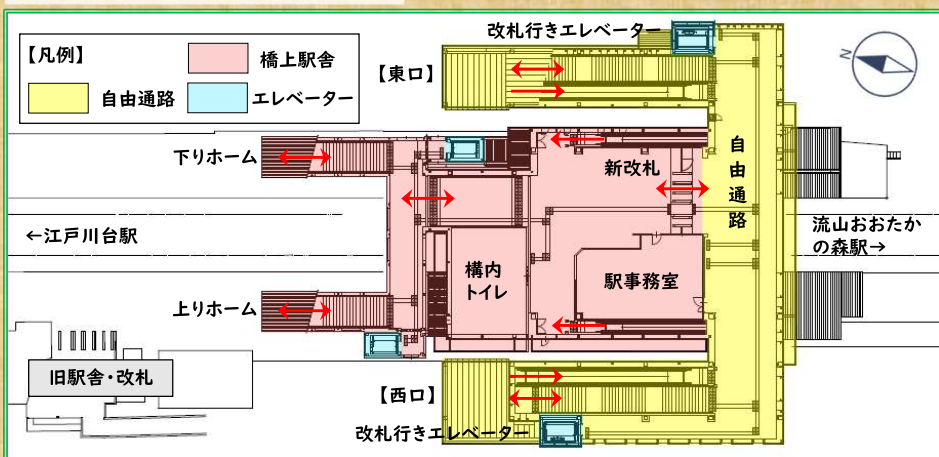 改札行きエレベーター
【凡例】
橋上駅舎
自由通路
エレベーター
【東口】
N
下りホーム
新改札
自由通路
←江戸川台駅
流山おおたか
の森駅→
構内
トイレ
駅事務室
上りホーム
旧駅舎・改札
【西口】
改札行きエレベーター